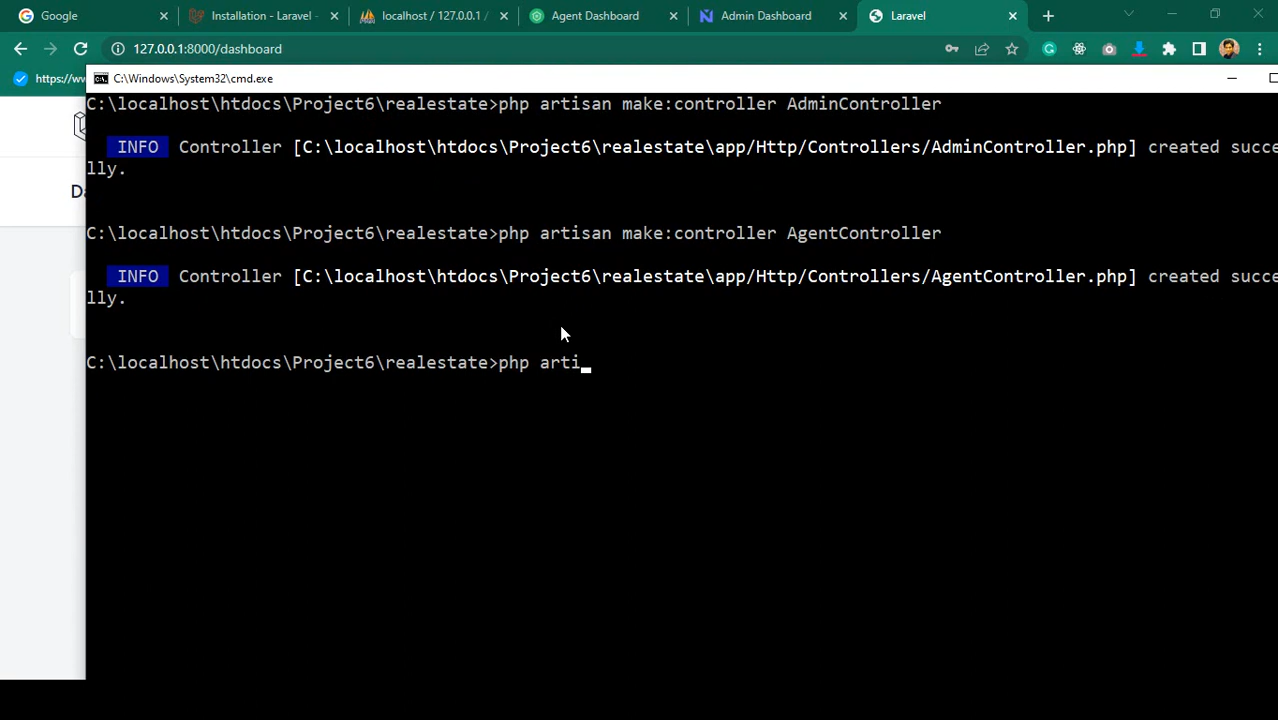 Google
Installation - Laravel -
localhost / 127.0.0.1 /
Agent Dashboard
Admin Dashboard
Laravel
127.0.0.1:8000/dashboard
https://ww
C:\Windows\System32\cmd.exe
C:\localhost\htdocs\Project6\realestate>php artisan make:controller AdminController
INFO Controller [C:\localhost\htdocs\Project6\realestate\app/Http/Controllers/AdminController.php] created succe
lly.
Da
C:\localhost\htdocs\Project6\realestate>php artisan make:controller AgentController
INFO Controller [C:\localhost\htdocs\Project6\realestate\app/Http/Controllers/AgentController.php] created succe
lly.
C:\localhost\htdocs\Project6\realestate>php arti